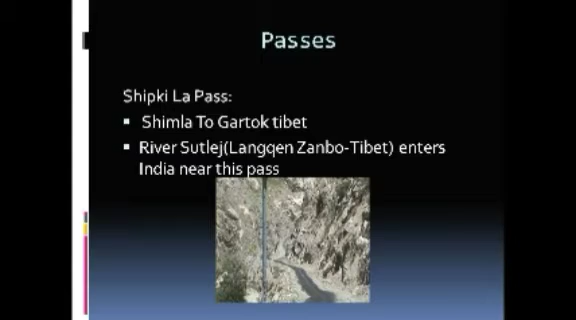 Passes
Shipki La Pass:
Shimla To Gartok tibet
River Sutlej(Langqen Zanbo-Tibet) enters
India near this pass